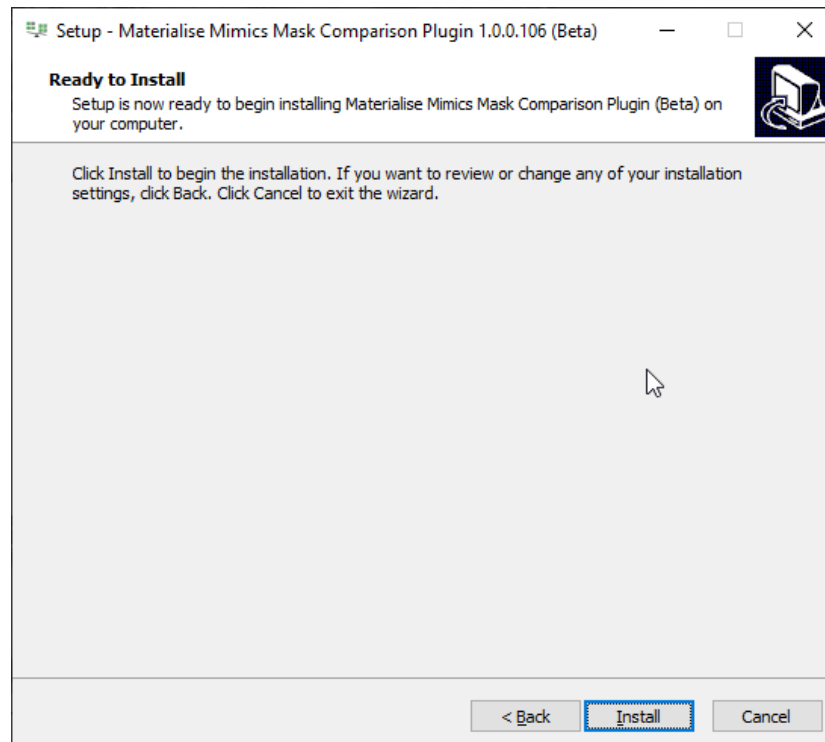 Setup - Materialise Mimics Mask Comparison Plugin 1.0.0.106 (Beta)
Ready to Install
Setup is now ready to begin installing Materialise Mimics Mask Comparison Plugin (Beta) on
your computer.
Click Install to begin the installation. If you want to review or change any of your installation
settings, click Back. Click Cancel to exit the wizard.
< Back Install Cancel